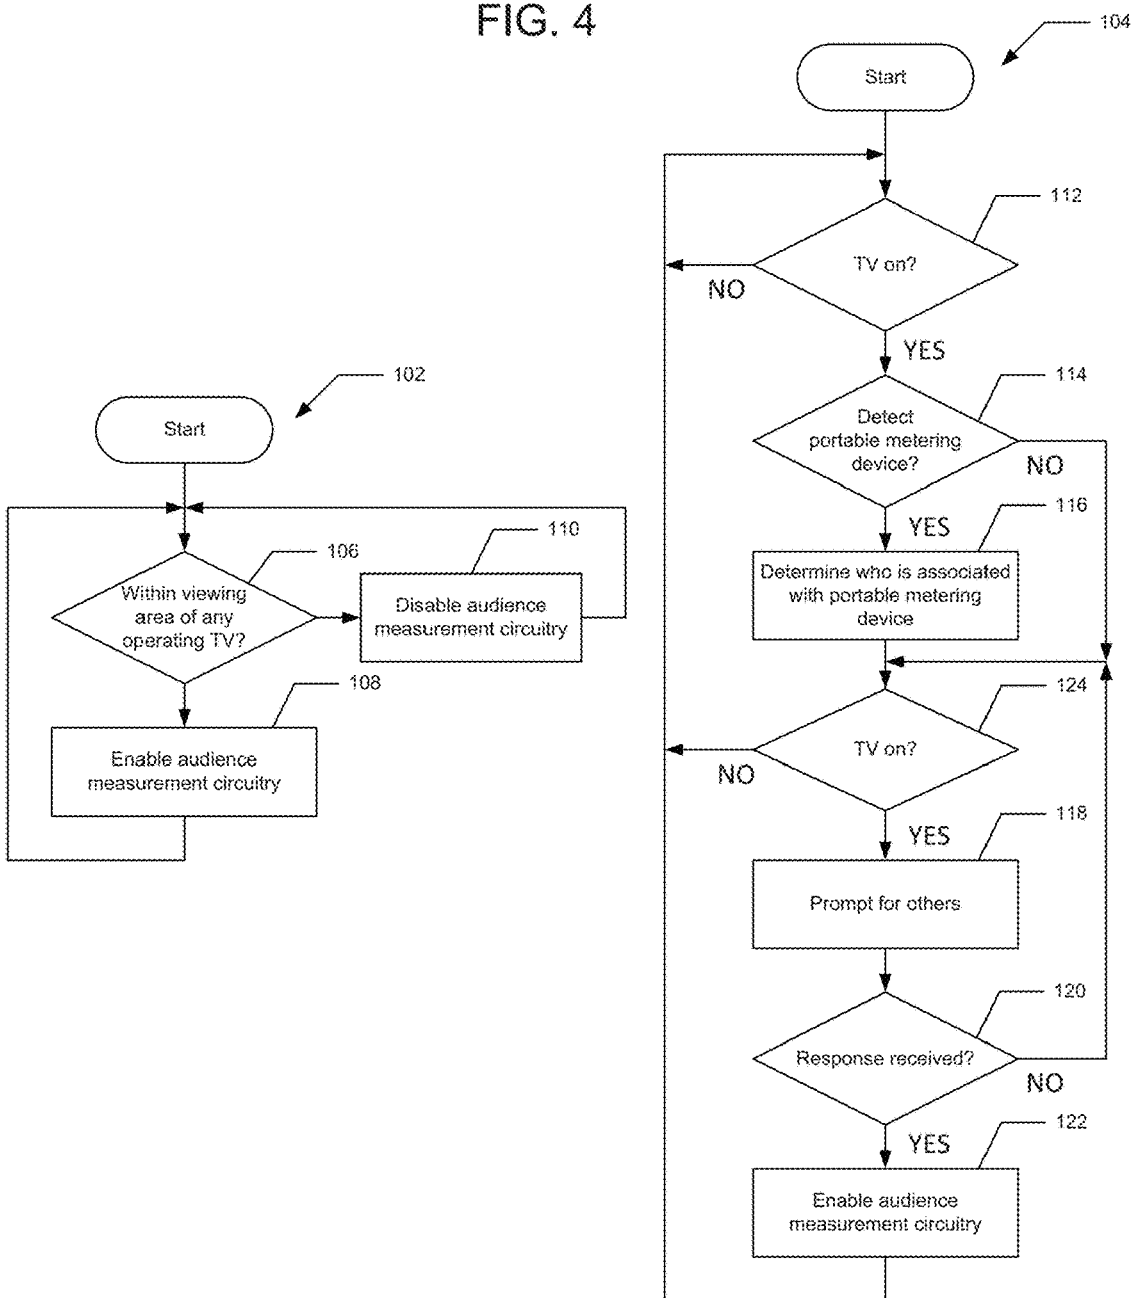 FIG. 4
102
Start
106
Within viewing
area of any
operating TV?
110
Disable audience
measurement circuitry
108
Enable audience
measurement circuitry
104
Start
112
TV on?
NO
YES
114
Detect
portable metering
device?
NO
YES
116
Determine who is associated
with portable metering
device
124
TV on?
NO
YES
118
Prompt for others
120
Response received?
NO
YES
122
Enable audience
measurement circuitry